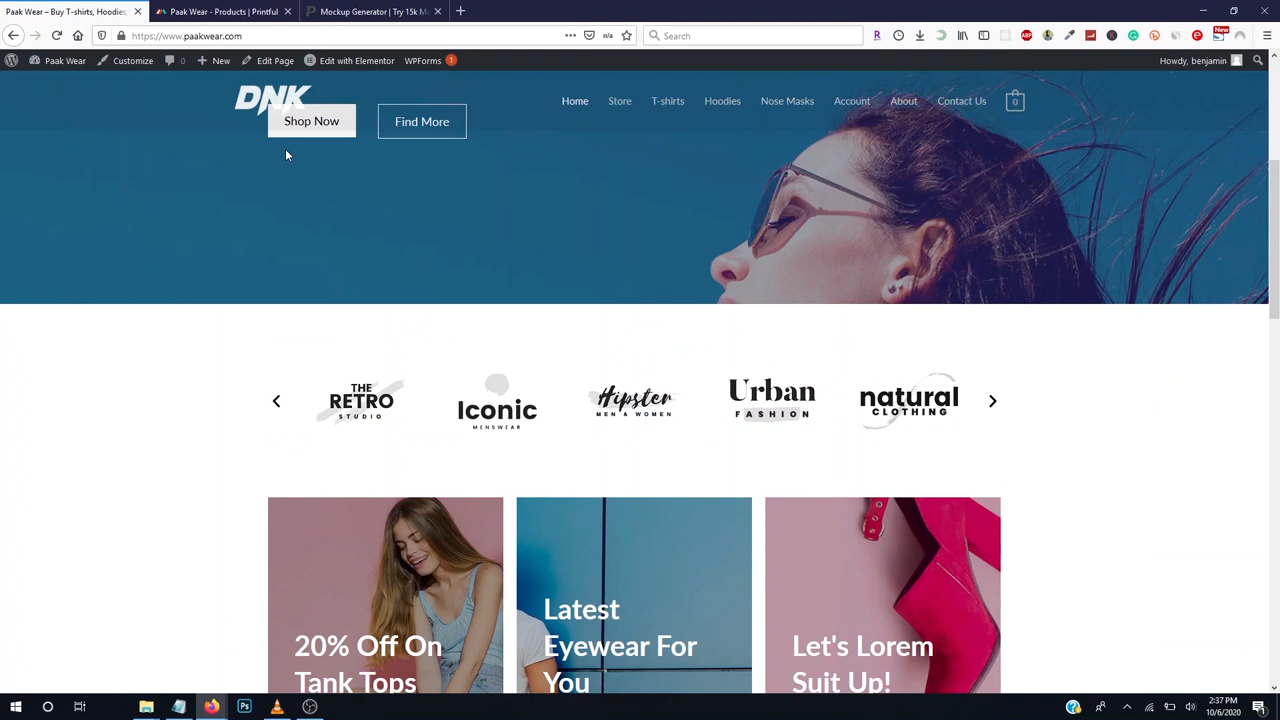 Paak Wear – Buy T-shirts, Hoodies,
Paak Wear - Products | Printful
Mockup Generator | Try 15k Mo
https://www.paakwear.com
n/a
Search
New
Paak Wear
Customize
0
New
Edit Page
Edit with Elementor
WPForms
1
Howdy, benjamin
DNK
Home
Store
T-shirts
Hoodies
Nose Masks
Account
About
Contact Us
0
Shop Now
Find More
THE
RETRO
STUDIO
Iconic
MENSWEAR
Hipster
MEN & WOMEN
Urban
FASHION
natural
CLOTHING
20% Off On
Tank Tops
Latest
Eyewear For
You
Let's Lorem
Suit Up!
2:37 PM
10/6/2020